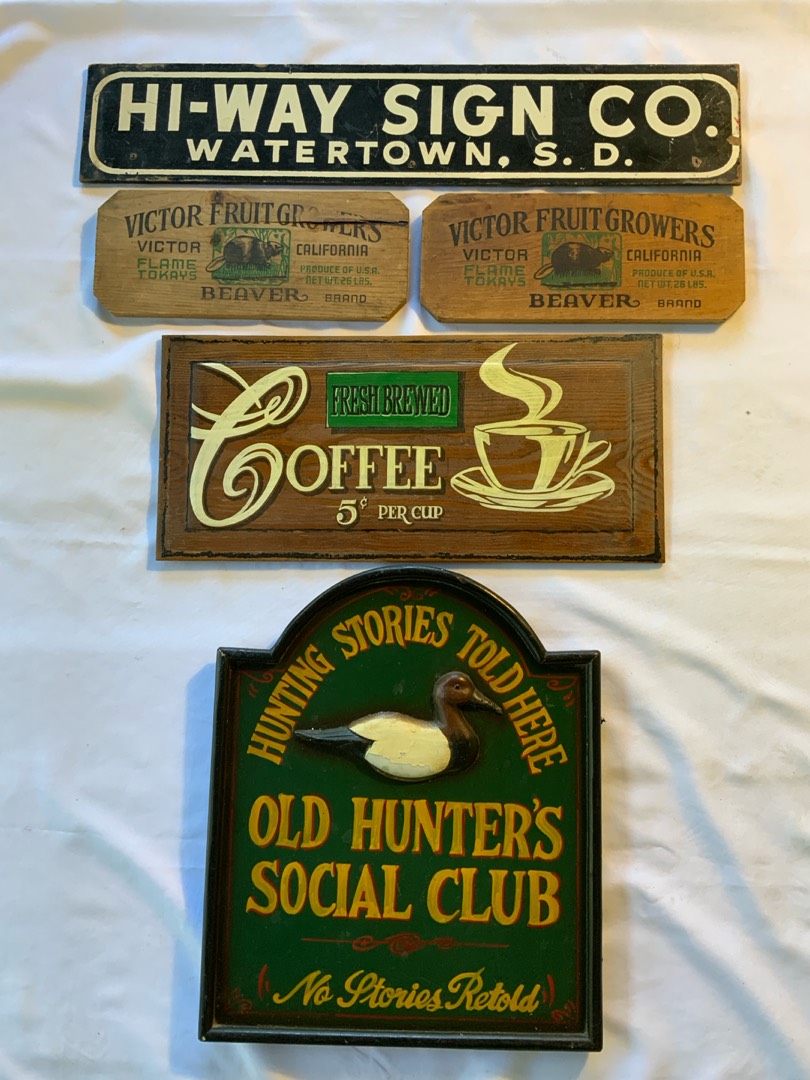 HI-WAY SIGN CO.
WATERTOWN, S. D.
VICTOR FRUIT GROWERS
VICTOR CALIFORNIA
FLAME TOKAYS
PRODUCE OF U.S.A.
NET WT. 26 LBS.
BEAVER BRAND
VICTOR FRUIT GROWERS
VICTOR CALIFORNIA
FLAME TOKAYS
PRODUCE OF U.S.A.
NET WT. 26 LBS.
BEAVER BRAND
FRESH BREWED
COFFEE
5¢ PER CUP
HUNTING STORIES TOLD HERE
OLD HUNTER'S
SOCIAL CLUB
No Stories Retold